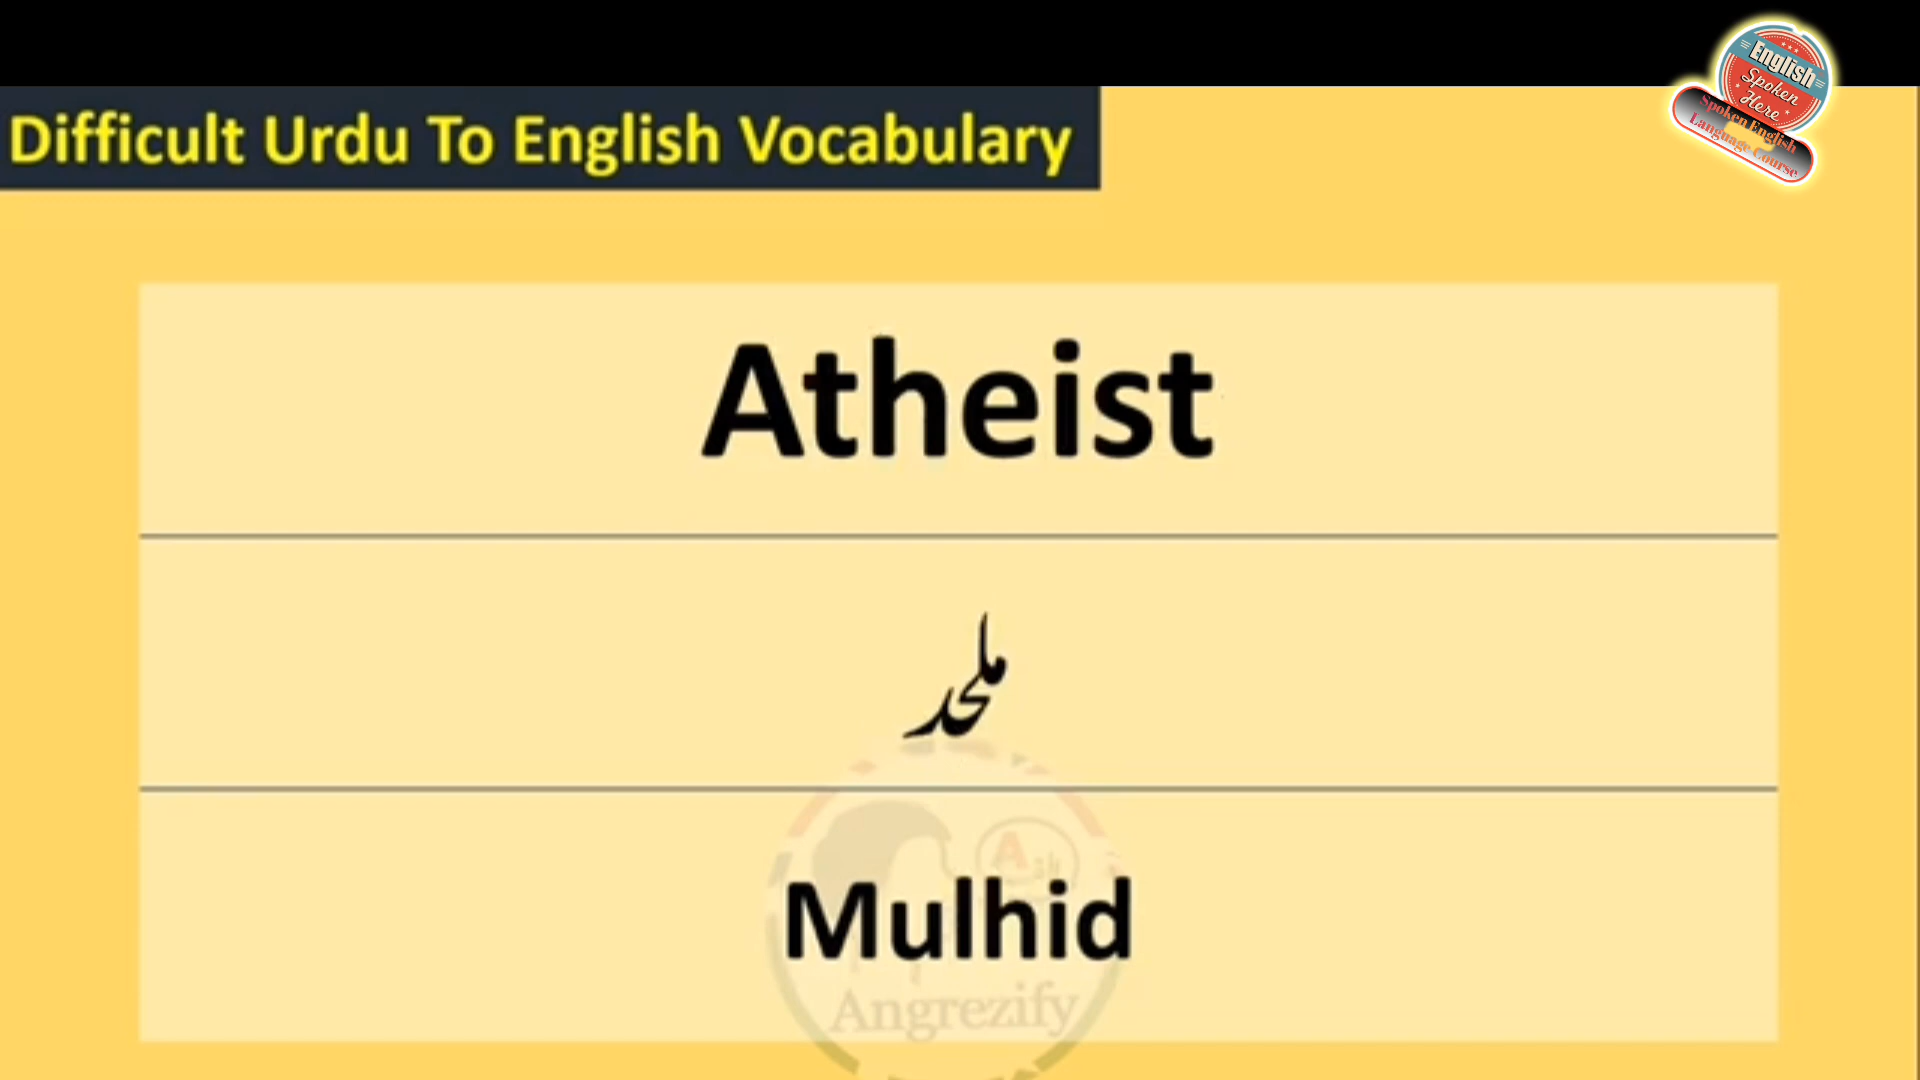 English
Spoken
Here
Spoken English
Language Course
Difficult Urdu To English Vocabulary
Atheist
ملحد
A
Mulhid
Angrezify